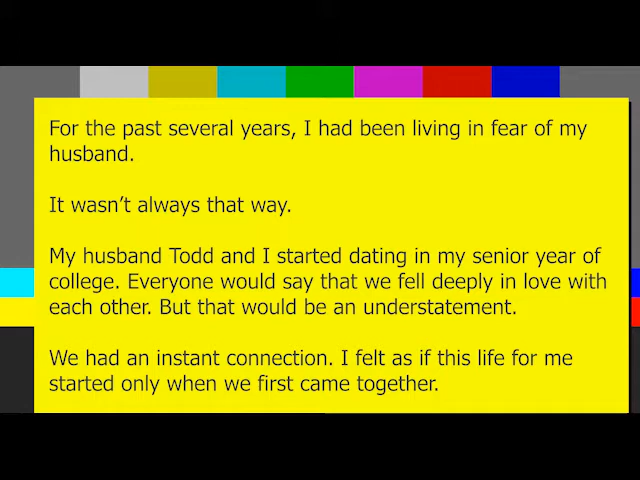 For the past several years, I had been living in fear of my
husband.
It wasn't always that way.
My husband Todd and I started dating in my senior year of
college. Everyone would say that we fell deeply in love with
each other. But that would be an understatement.
We had an instant connection. I felt as if this life for me
started only when we first came together.